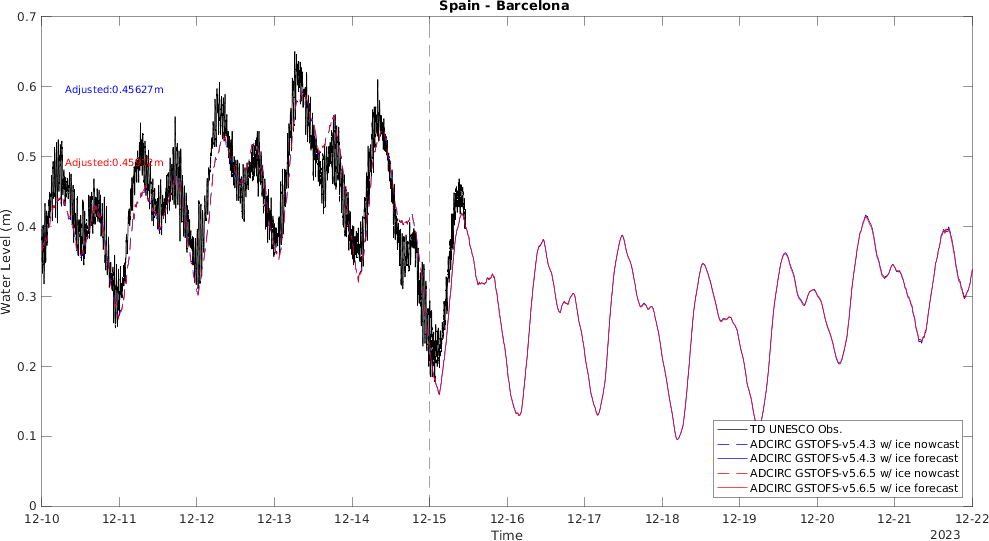 Spain - Barcelona
0.7
0.6
0.5
0.4
0.3
0.2
0.1
0
Water Level (m)
Adjusted:0.45627m
TD UNESCO Obs.
ADCIRC GSTOFS-v5.4.3 w/ ice nowcast
ADCIRC GSTOFS-v5.4.3 w/ ice forecast
ADCIRC GSTOFS-v5.6.5 w/ ice nowcast
ADCIRC GSTOFS-v5.6.5 w/ ice forecast
12-10 12-11 12-12 12-13 12-14 12-15 12-16 12-17 12-18 12-19 12-20 12-21 12-22
Time
2023